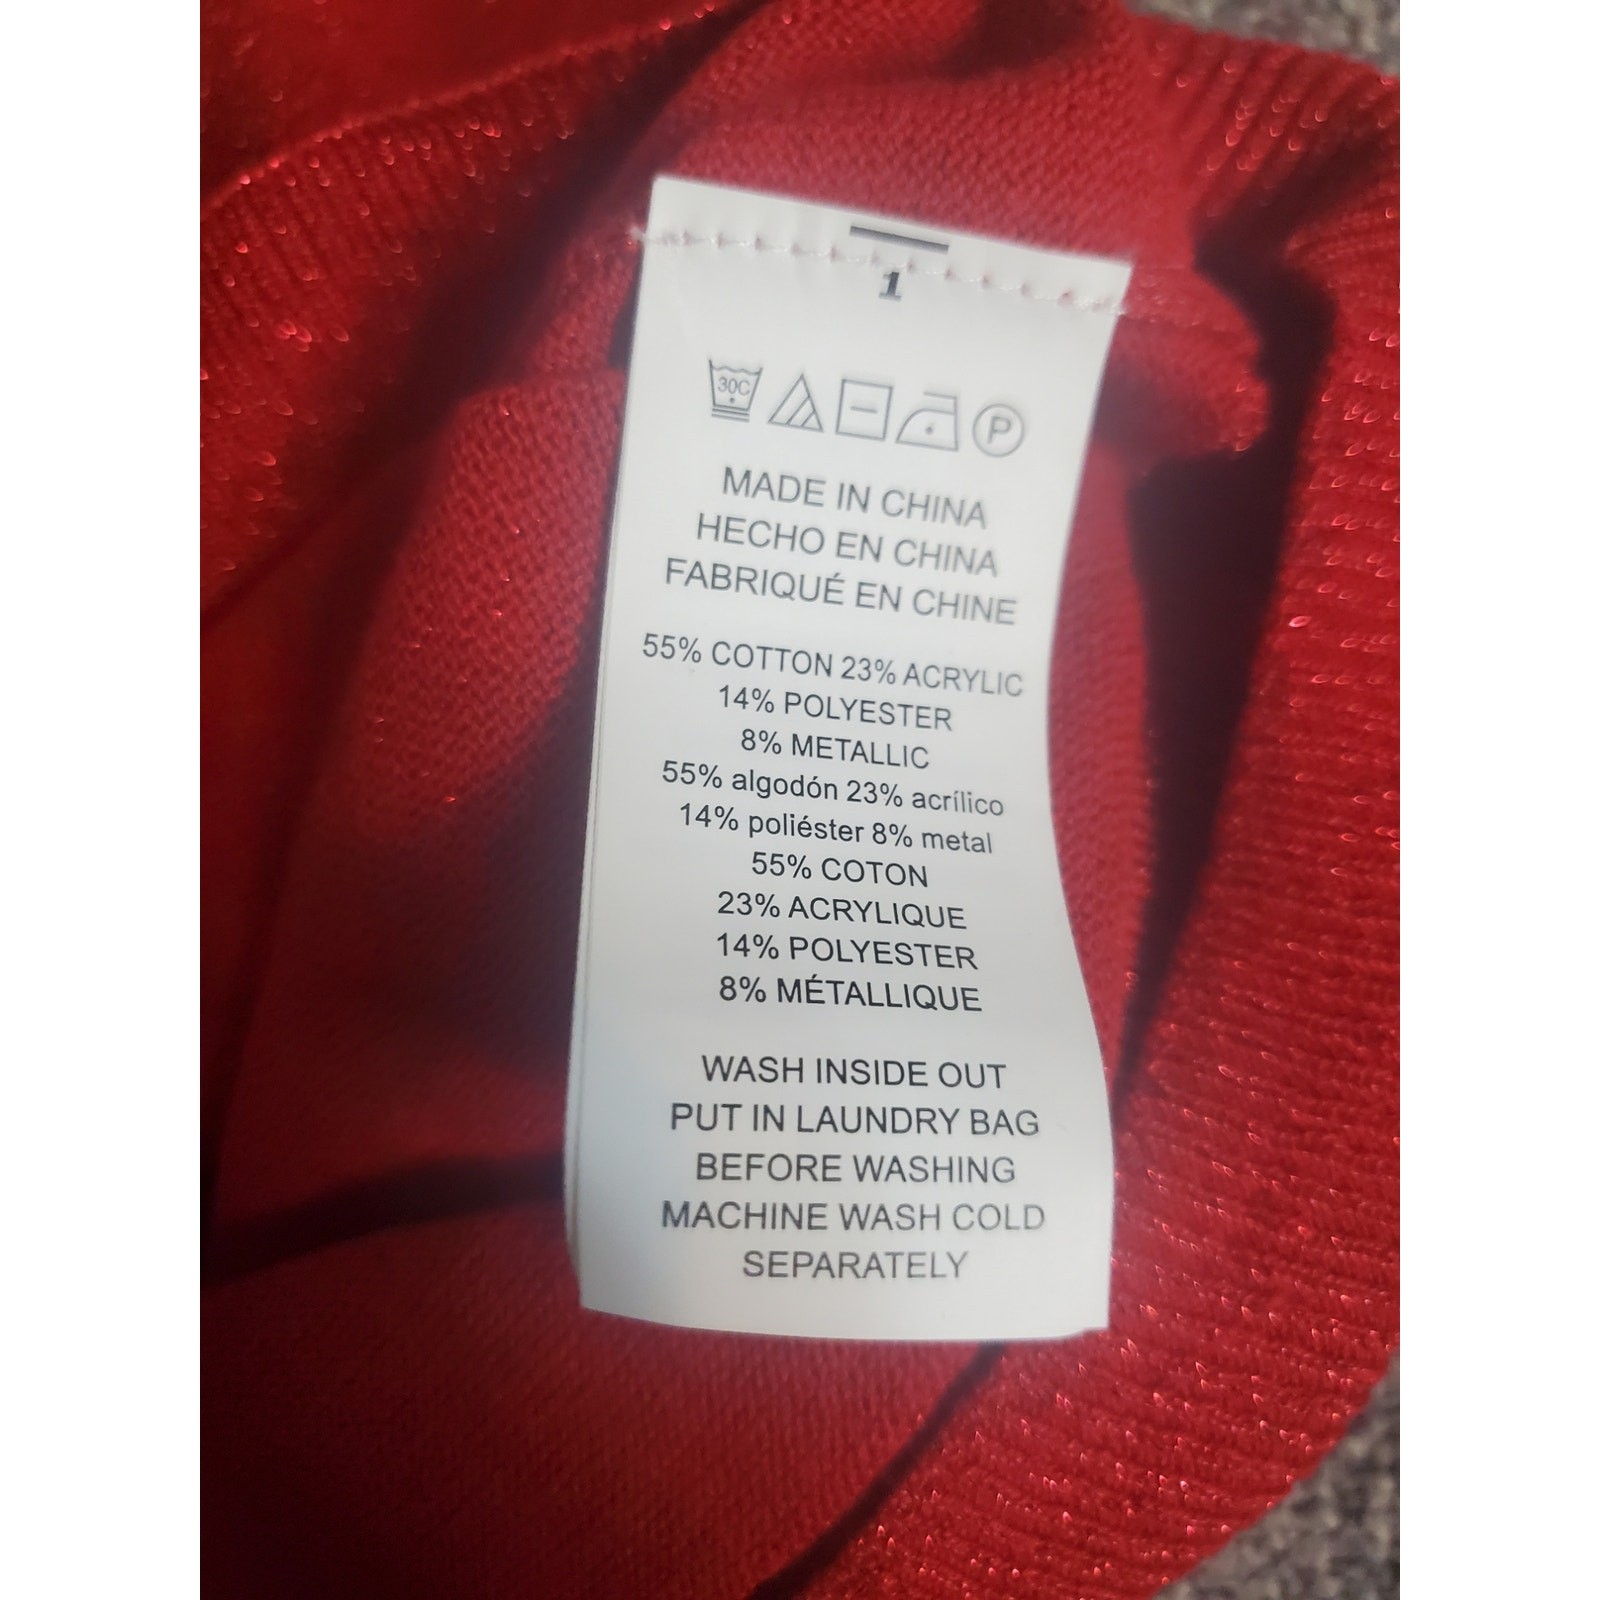 1
30C
P
MADE IN CHINA
HECHO EN CHINA
FABRIQUÉ EN CHINE
55% COTTON 23% ACRYLIC
14% POLYESTER
8% METALLIC
55% algodón 23% acrílico
14% poliéster 8% metal
55% COTON
23% ACRYLIQUE
14% POLYESTER
8% MÉTALLIQUE
WASH INSIDE OUT
PUT IN LAUNDRY BAG
BEFORE WASHING
MACHINE WASH COLD
SEPARATELY